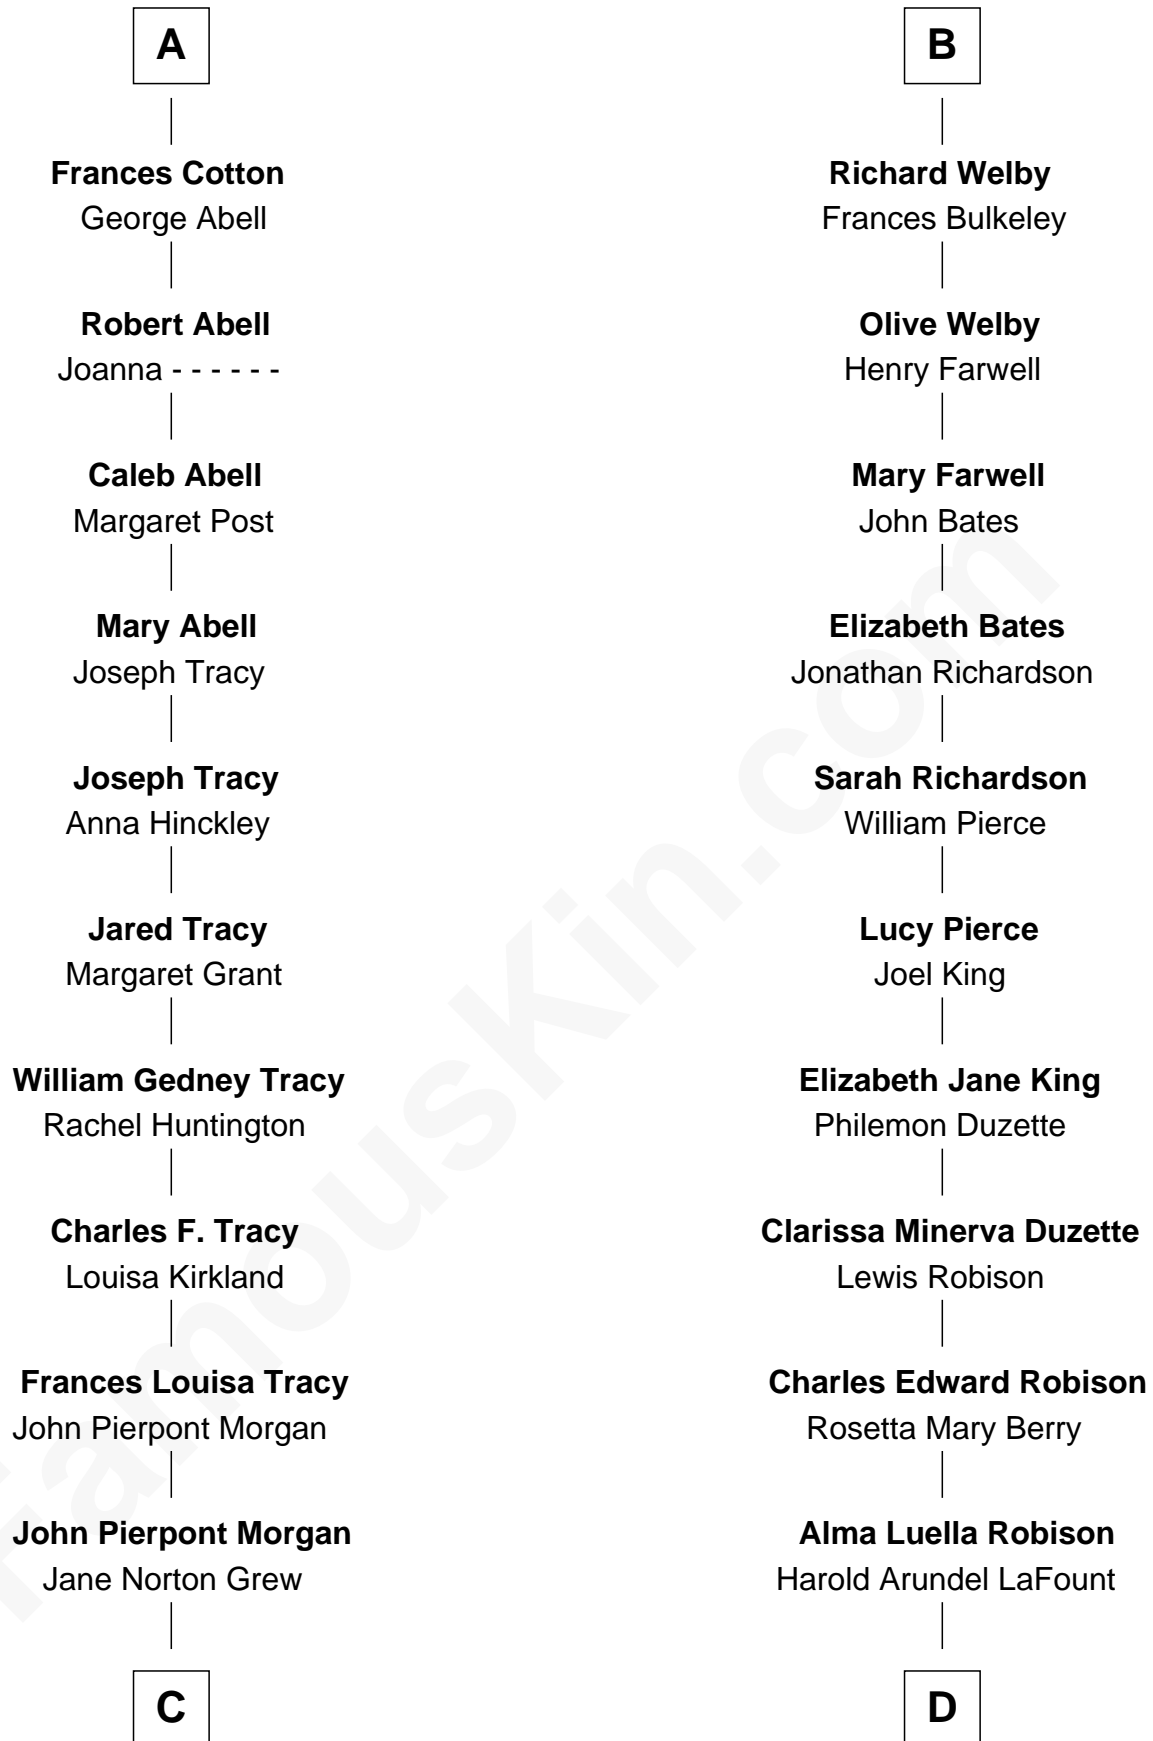 A
Frances Cotton
George Abell
Robert Abell
Joanna - - - - - -
Caleb Abell
Margaret Post
Mary Abell
Joseph Tracy
Joseph Tracy
Anna Hinckley
Jared Tracy
Margaret Grant
William Gedney Tracy
Rachel Huntington
Charles F. Tracy
Louisa Kirkland
Frances Louisa Tracy
John Pierpont Morgan
John Pierpont Morgan
Jane Norton Grew
C
B
Richard Welby
Frances Bulkeley
Olive Welby
Henry Farwell
Mary Farwell
John Bates
Elizabeth Bates
Jonathan Richardson
Sarah Richardson
William Pierce
Lucy Pierce
Joel King
Elizabeth Jane King
Philemon Duzette
Clarissa Minerva Duzette
Lewis Robison
Charles Edward Robison
Rosetta Mary Berry
Alma Luella Robison
Harold Arundel LaFount
D
FamousKin.com